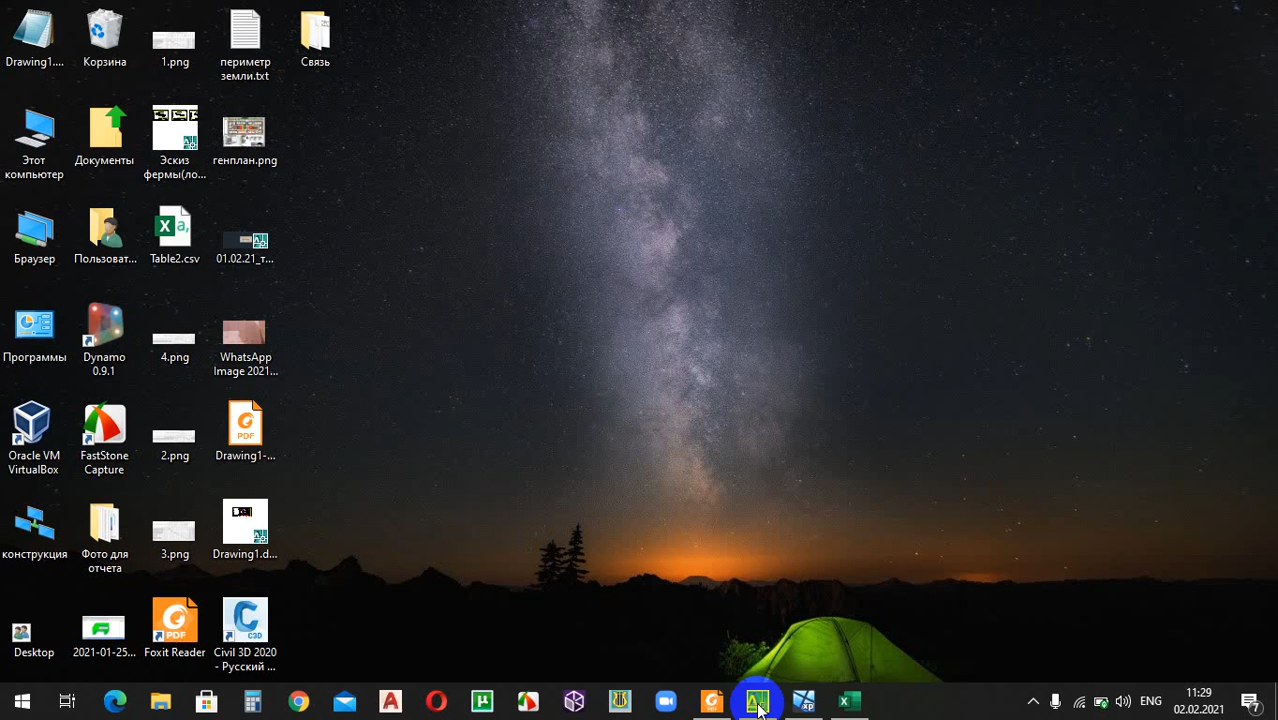 Drawing1....
Корзина
1.png
периметр
земли.txt
Связь
Этот
компьютер
Документы
Эскиз
фермы(ло...
генплан.png
Браузер
Пользоват...
Table2.csv
01.02.21_т...
Программы
Dynamo
0.9.1
4.png
WhatsApp
Image 2021...
Oracle VM
VirtualBox
FastStone
Capture
2.png
Drawing1-...
конструкция
Фото для
отчета
3.png
Drawing1.d...
Desktop
2021-01-25...
Foxit Reader
Civil 3D 2020
- Русский ...
11:29
02.02.2021
7